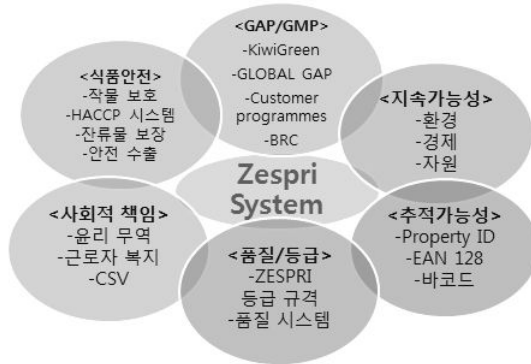 <GAP/GMP>
-KiwiGreen
-GLOBAL GAP
-Customer
programmes
-BRC
<식품안전>
-작물 보호
-HACCP 시스템
-잔류물 보장
-안전 수출
<지속가능성>
-환경
-경제
-자원
Zespri
System
<사회적 책임>
-윤리 무역
-근로자 복지
-CSV
<품질/등급>
-ZESPRI
등급 규격
-품질 시스템
<추적가능성>
-Property ID
-EAN 128
-바코드